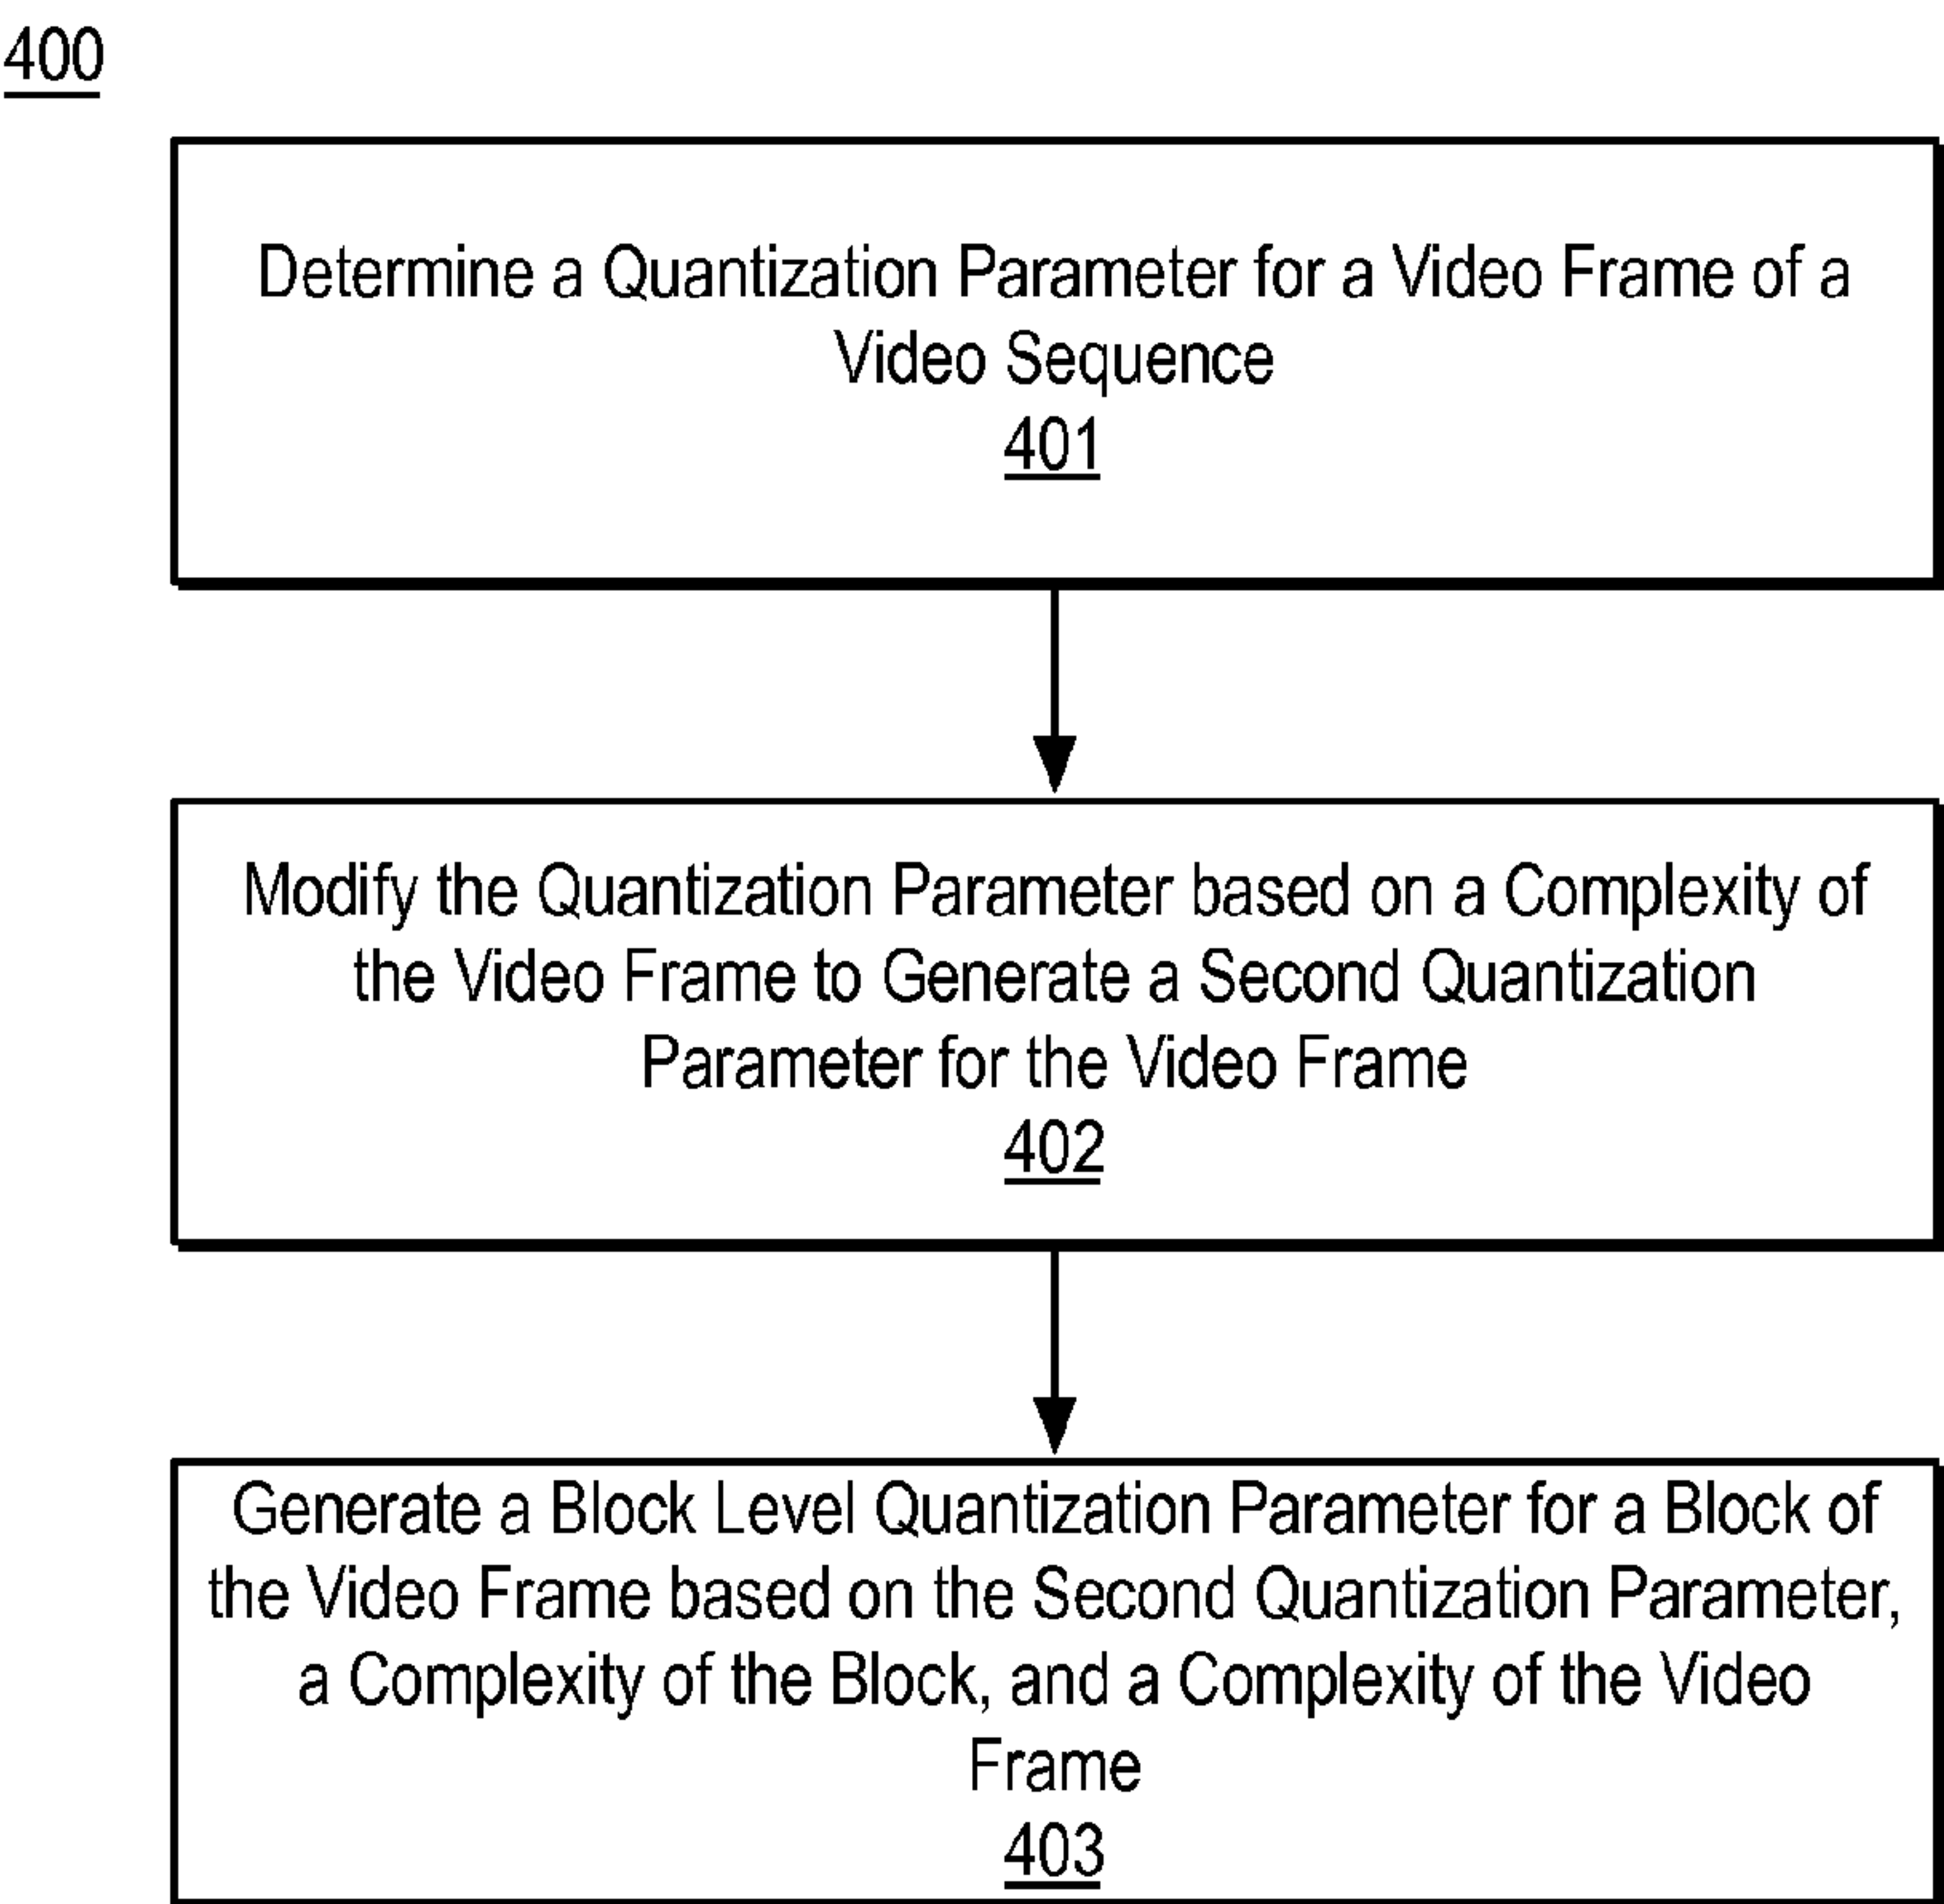 400
Determine a Quantization Parameter for a Video Frame of a
Video Sequence
401
Modify the Quantization Parameter based on a Complexity of
the Video Frame to Generate a Second Quantization
Parameter for the Video Frame
402
Generate a Block Level Quantization Parameter for a Block of
the Video Frame based on the Second Quantization Parameter,
a Complexity of the Block, and a Complexity of the Video
Frame
403